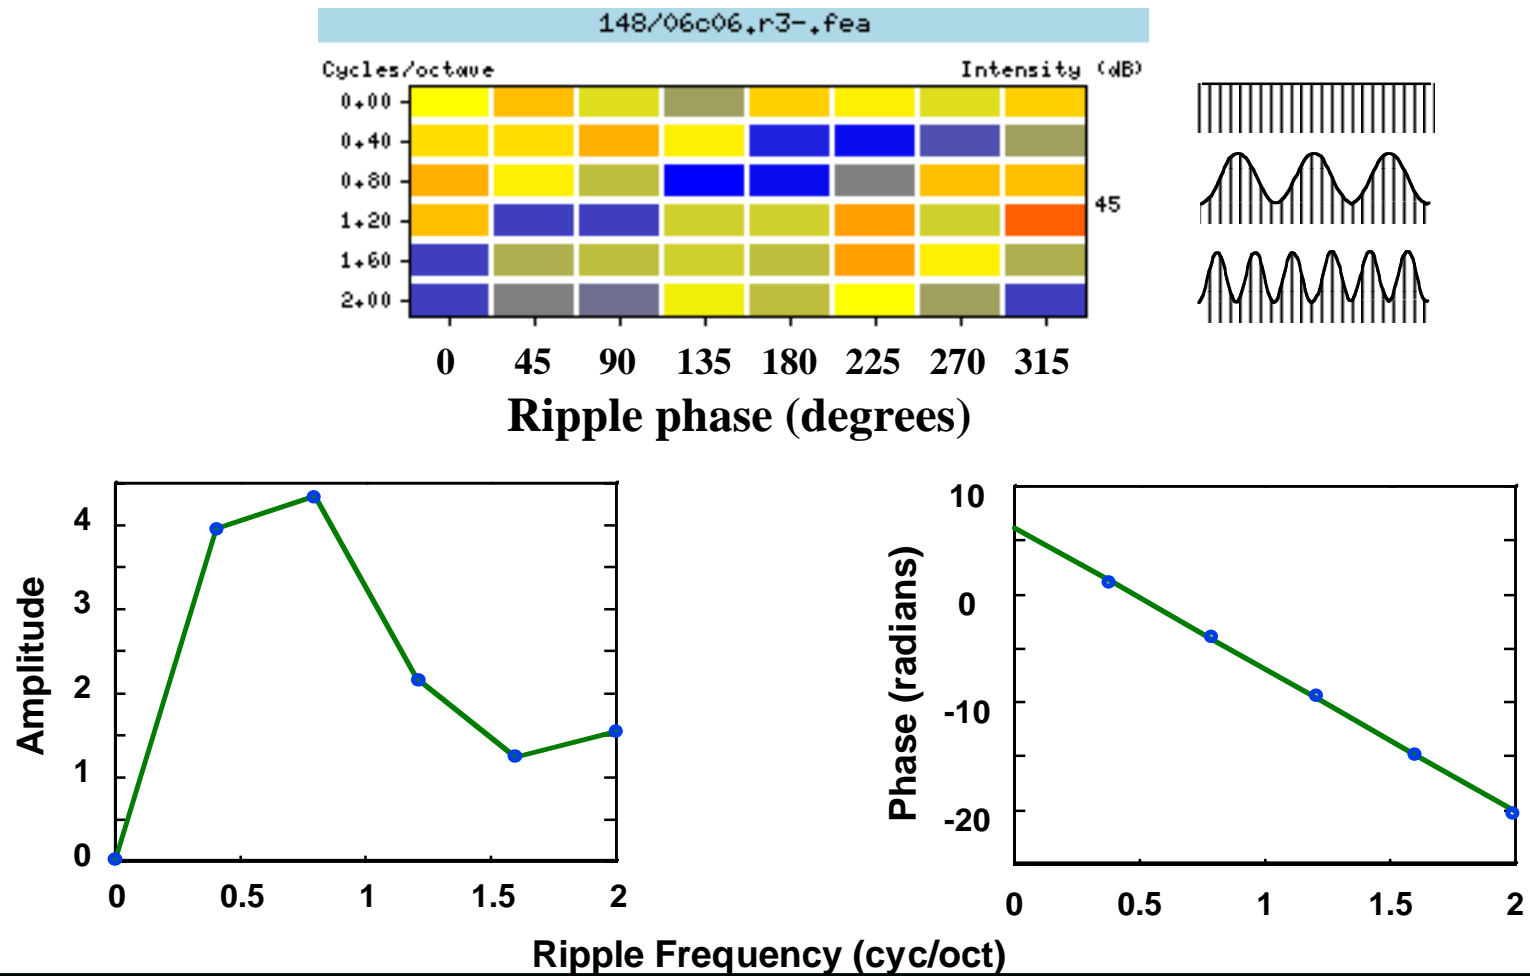 148/06c06.r3-.fea
Cycles/octave Intensity (dB)
0.00
0.40
0.80
1.20
1.60
2.00
45
0 45 90 135 180 225 270 315
Ripple phase (degrees)
Amplitude
4
3
2
1
0
0 0.5 1 1.5 2
Phase (radians)
10
0
-10
-20
0 0.5 1 1.5 2
Ripple Frequency (cyc/oct)